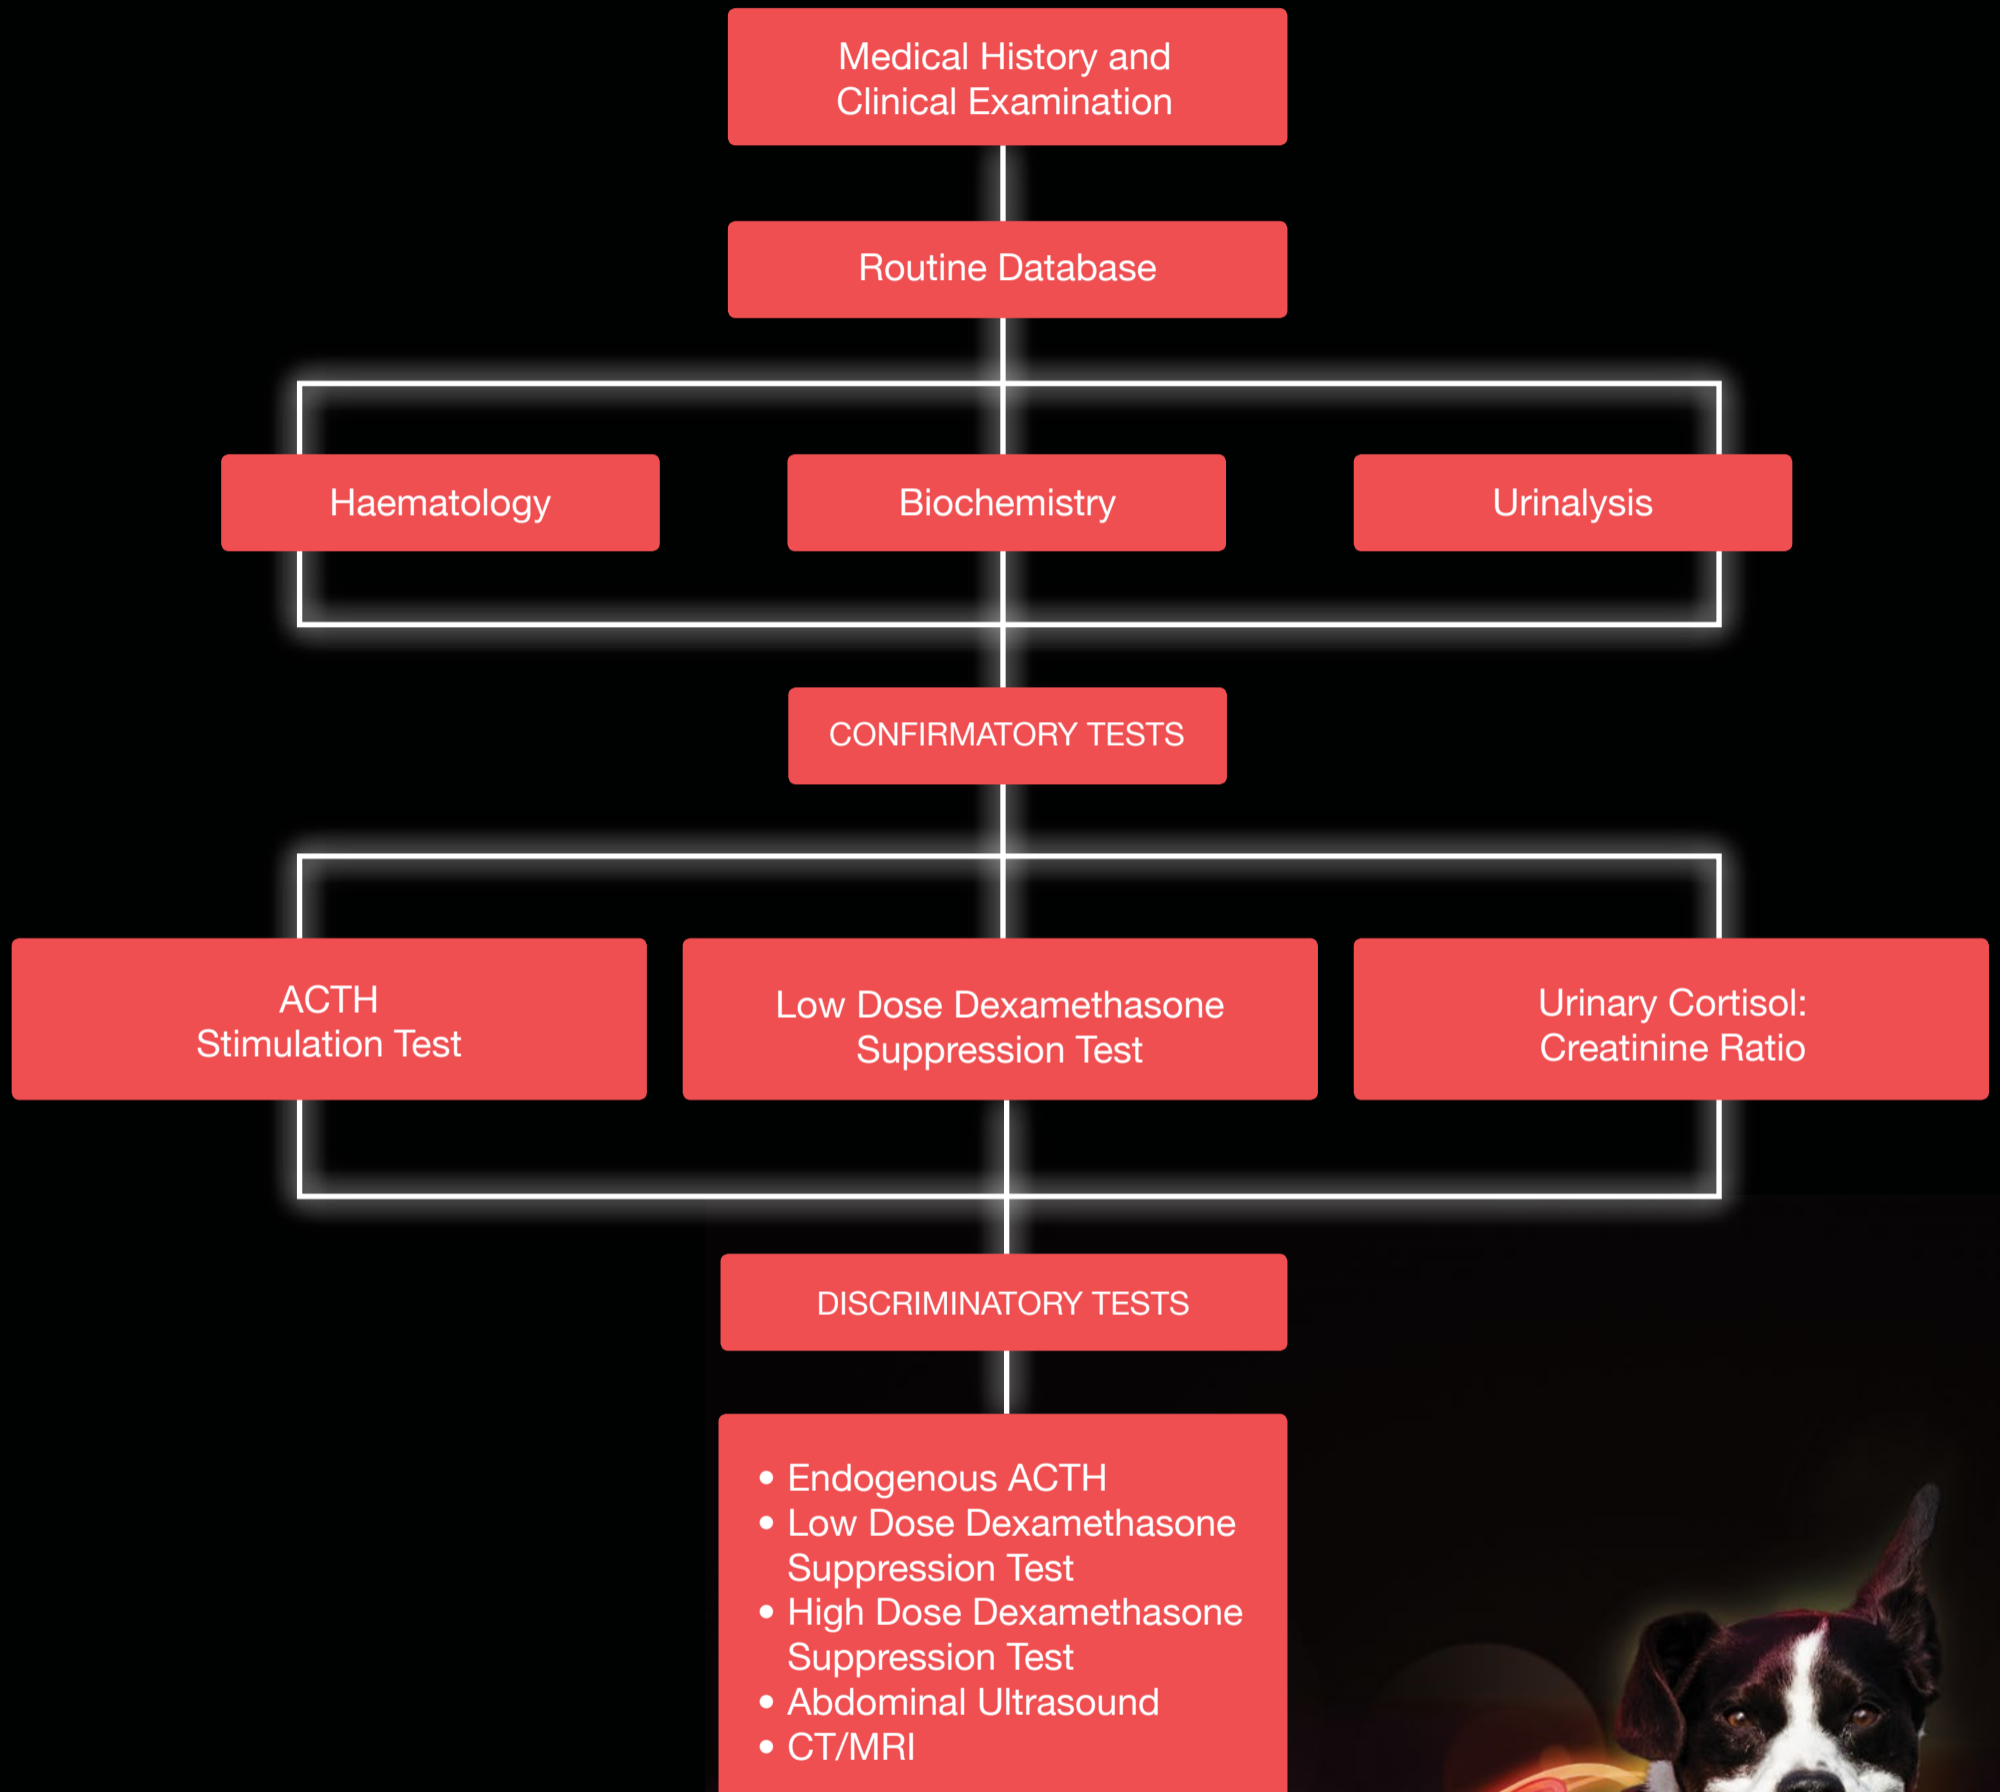 Medical History and
Clinical Examination
Routine Database
Haematology
Biochemistry
Urinalysis
CONFIRMATORY TESTS
ACTH
Stimulation Test
Low Dose Dexamethasone
Suppression Test
Urinary Cortisol:
Creatinine Ratio
DISCRIMINATORY TESTS
• Endogenous ACTH
• Low Dose Dexamethasone
Suppression Test
• High Dose Dexamethasone
Suppression Test
• Abdominal Ultrasound
• CT/MRI